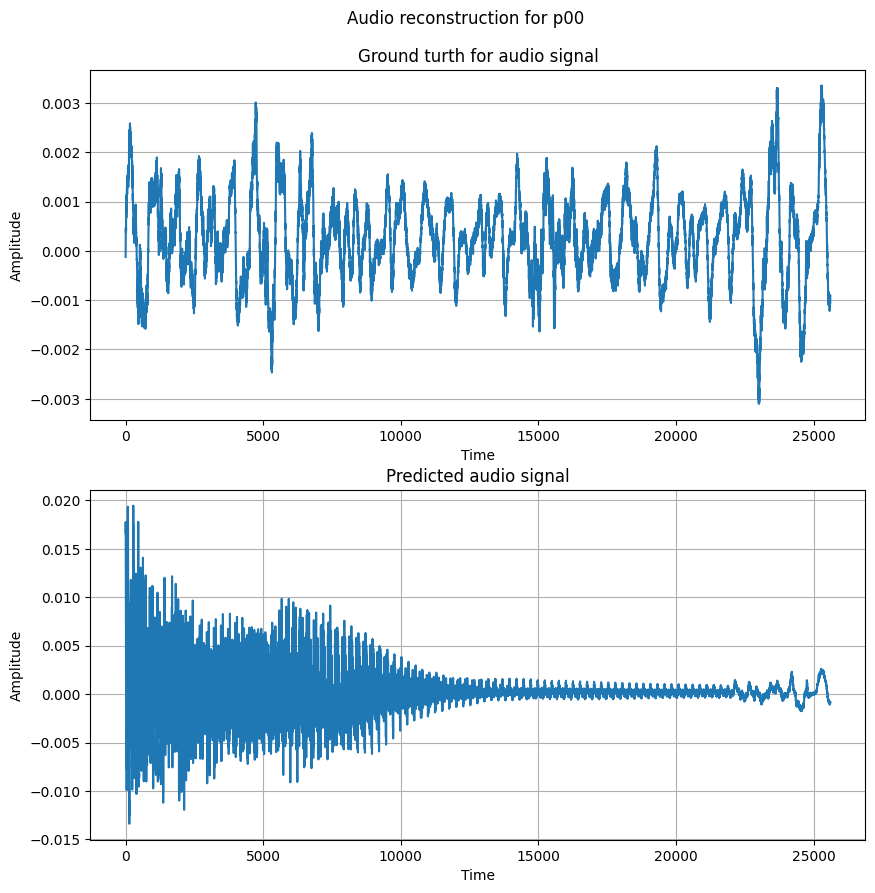 Audio reconstruction for p00
Ground turth for audio signal
0.003
0.002
0.001
0.000
−0.001
−0.002
−0.003
Amplitude
0 5000 10000 15000 20000 25000
Time
Predicted audio signal
0.020
0.015
0.010
0.005
0.000
−0.005
−0.010
−0.015
Amplitude
0 5000 10000 15000 20000 25000
Time